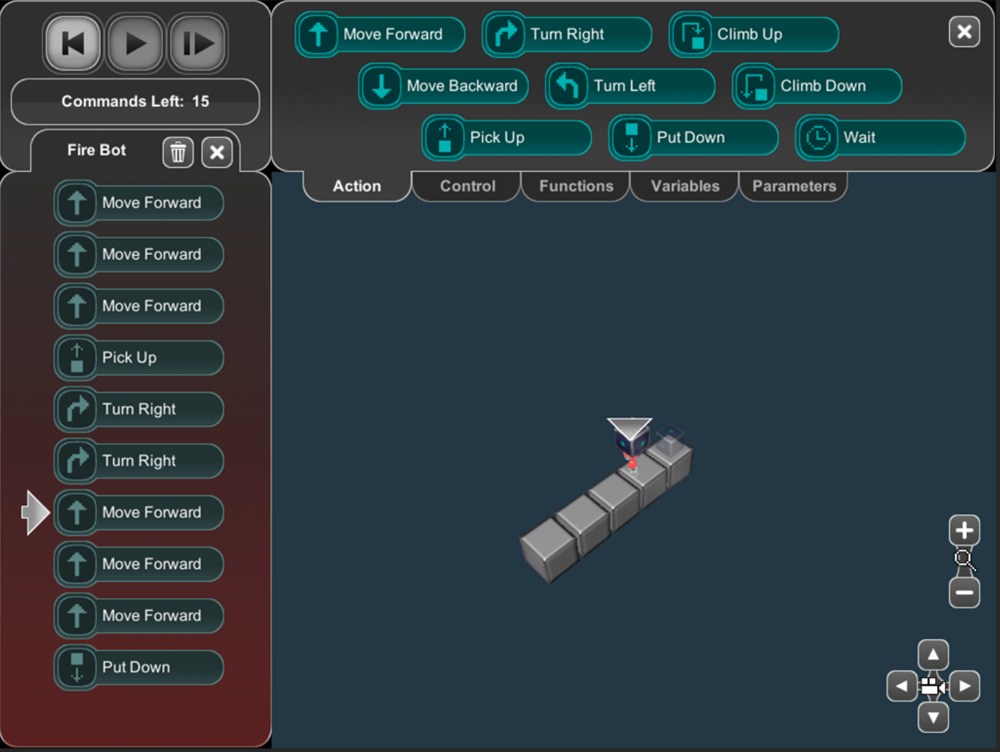 Move Forward
Turn Right
Climb Up
Move Backward
Turn Left
Climb Down
Pick Up
Put Down
Wait
Commands Left: 15
Fire Bot
Action
Control
Functions
Variables
Parameters
Move Forward
Move Forward
Move Forward
Pick Up
Turn Right
Turn Right
Move Forward
Move Forward
Move Forward
Put Down